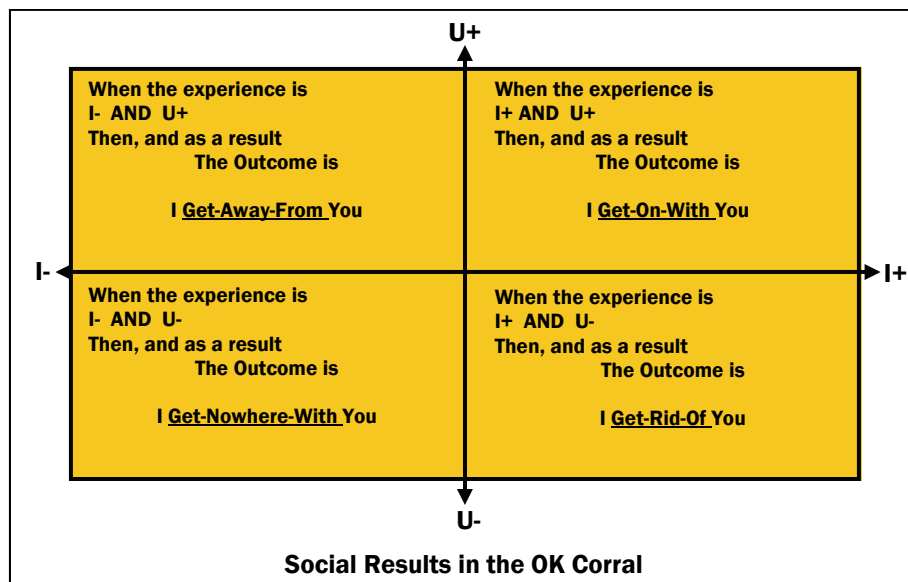 U+
When the experience is
I- AND U+
Then, and as a result
The Outcome is
I Get-Away-From You
When the experience is
I+ AND U+
Then, and as a result
The Outcome is
I Get-On-With You
I-
I+
When the experience is
I- AND U-
Then, and as a result
The Outcome is
I Get-Nowhere-With You
When the experience is
I+ AND U-
Then, and as a result
The Outcome is
I Get-Rid-Of You
U-
Social Results in the OK Corral